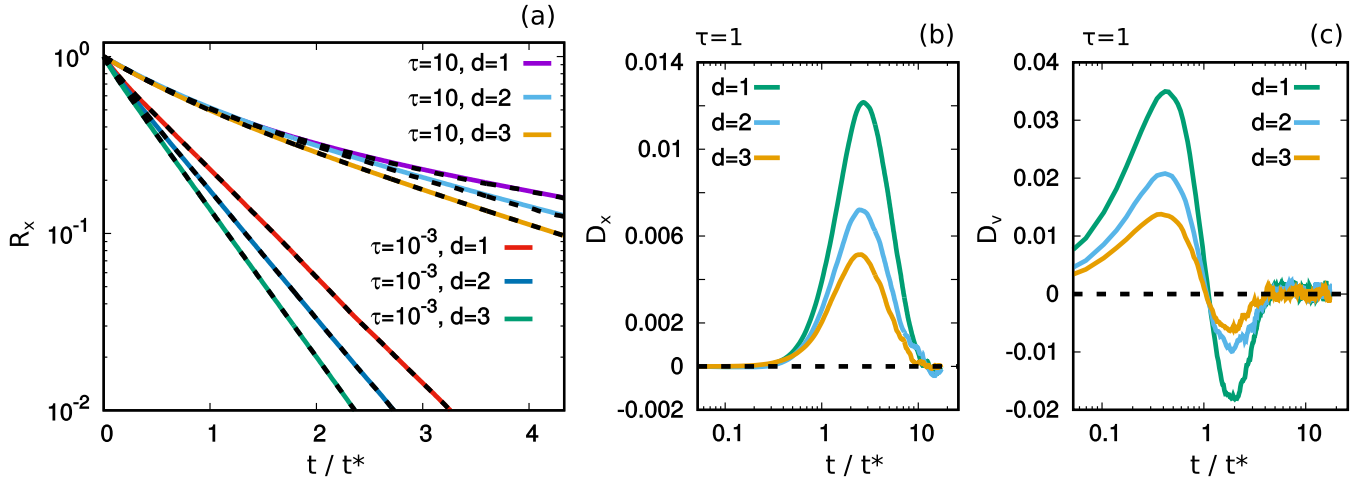 (a)
R_x
10^0
10^-1
10^-2
τ=10, d=1
τ=10, d=2
τ=10, d=3
τ=10^-3, d=1
τ=10^-3, d=2
τ=10^-3, d=3
0 1 2 3 4
t / t*
τ=1 (b)
D_x
0.014
0.01
0.006
0.002
0
-0.002
d=1
d=2
d=3
0.1 1 10
t / t*
τ=1 (c)
D_v
0.04
0.03
0.02
0.01
0
-0.01
-0.02
d=1
d=2
d=3
0.1 1 10
t / t*